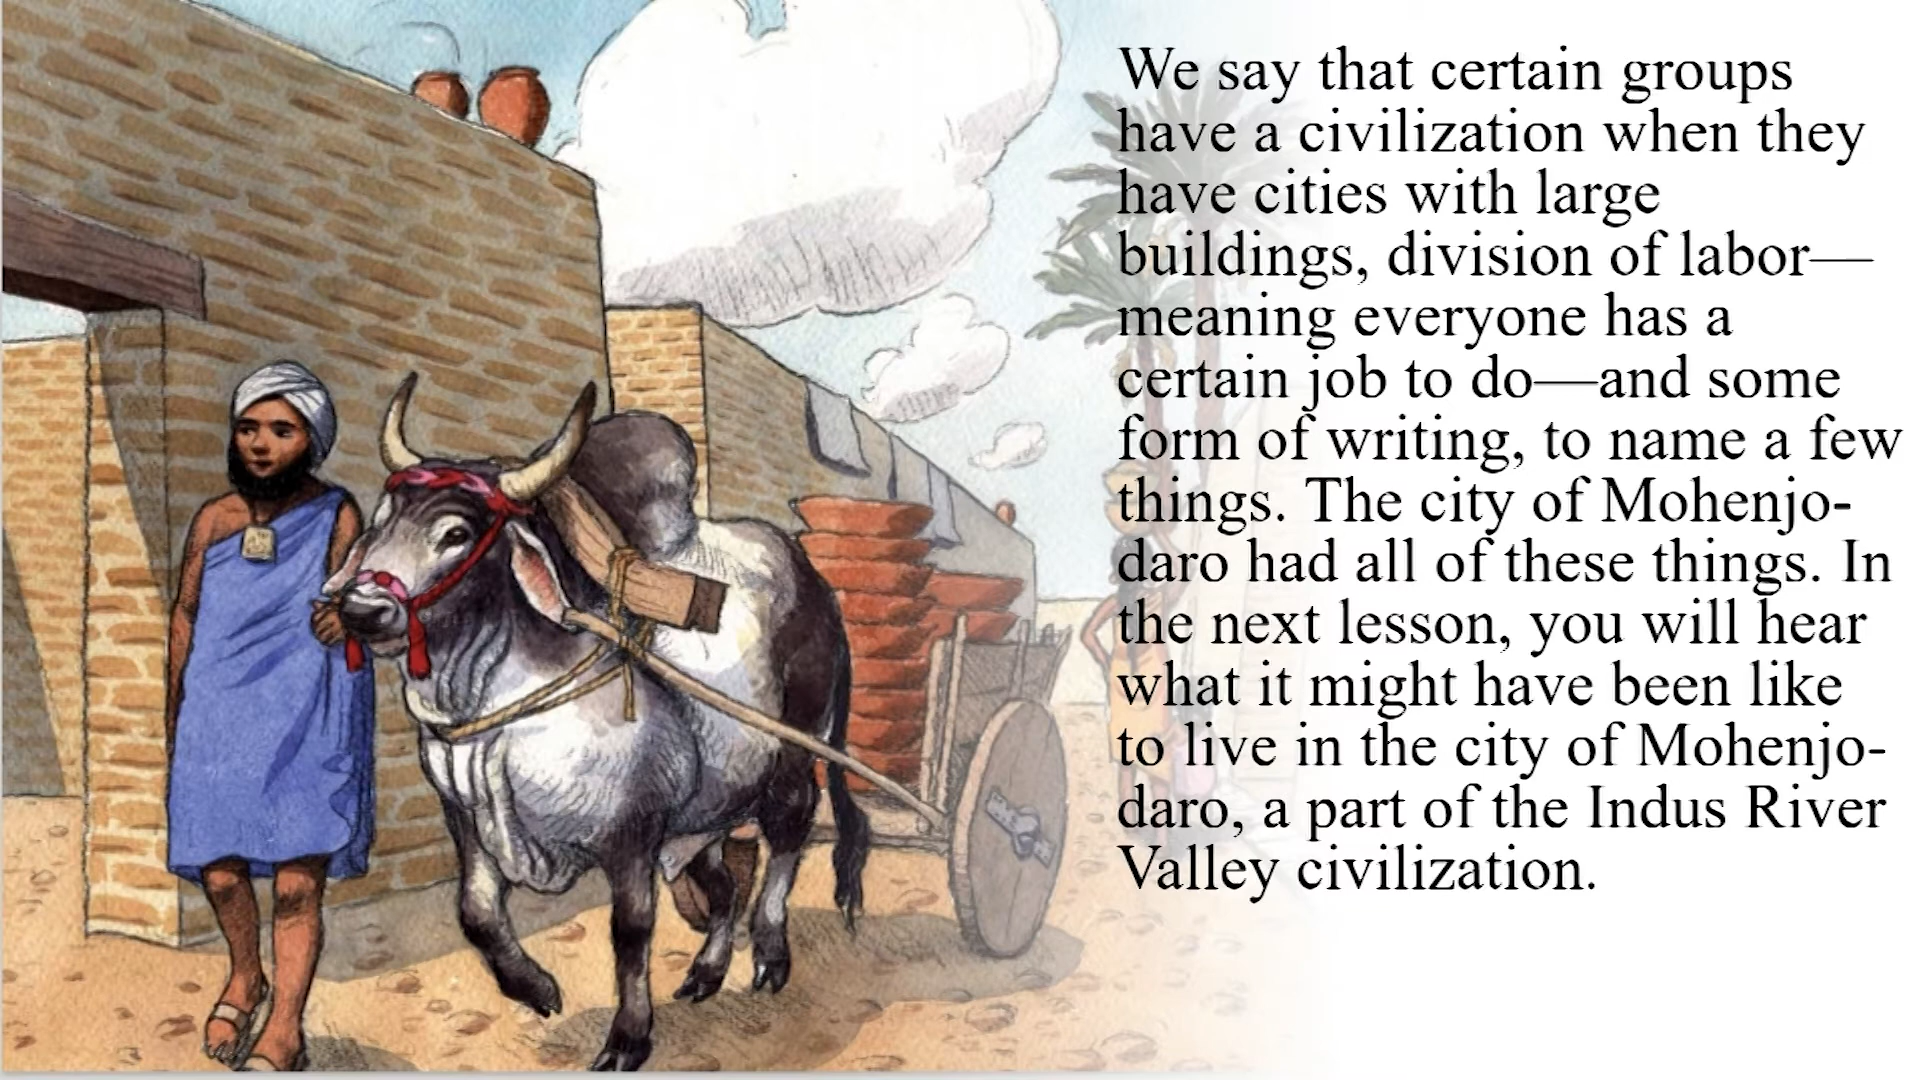 We say that certain groups
have a civilization when they
have cities with large
buildings, division of labor—
meaning everyone has a
certain job to do—and some
form of writing, to name a few
things. The city of Mohenjo-
daro had all of these things. In
the next lesson, you will hear
what it might have been like
to live in the city of Mohenjo-
daro, a part of the Indus River
Valley civilization.